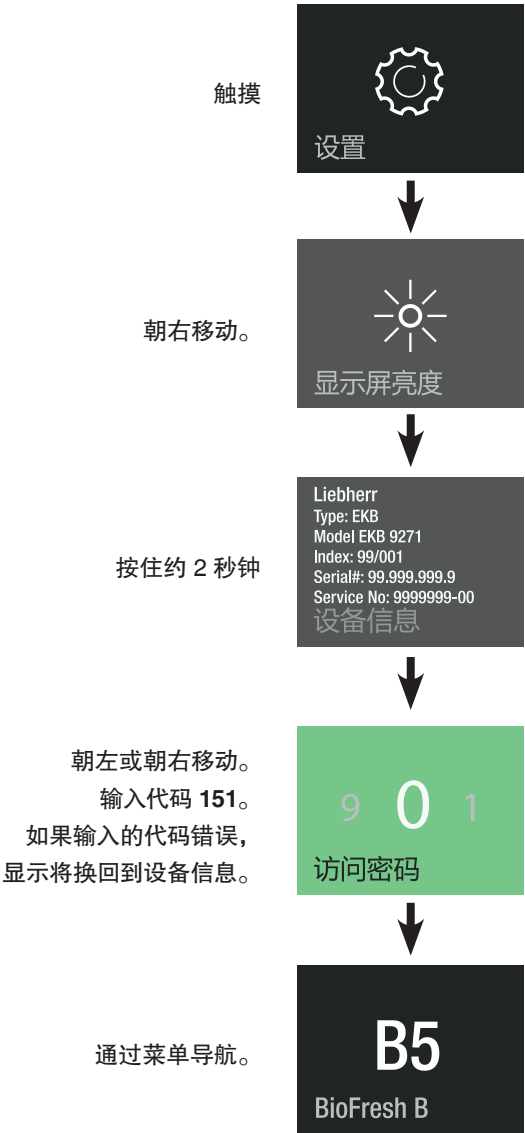 触摸
设置
朝右移动。
显示屏亮度
按住约 2 秒钟
Liebherr
Type: EKB
Model EKB 9271
Index: 99/001
Serial#: 99.999.999.9
Service No: 9999999-00
设备信息
朝左或朝右移动。
输入代码 151。
如果输入的代码错误，
显示将换回到设备信息。
9 0 1
访问密码
通过菜单导航。
B5
BioFresh B